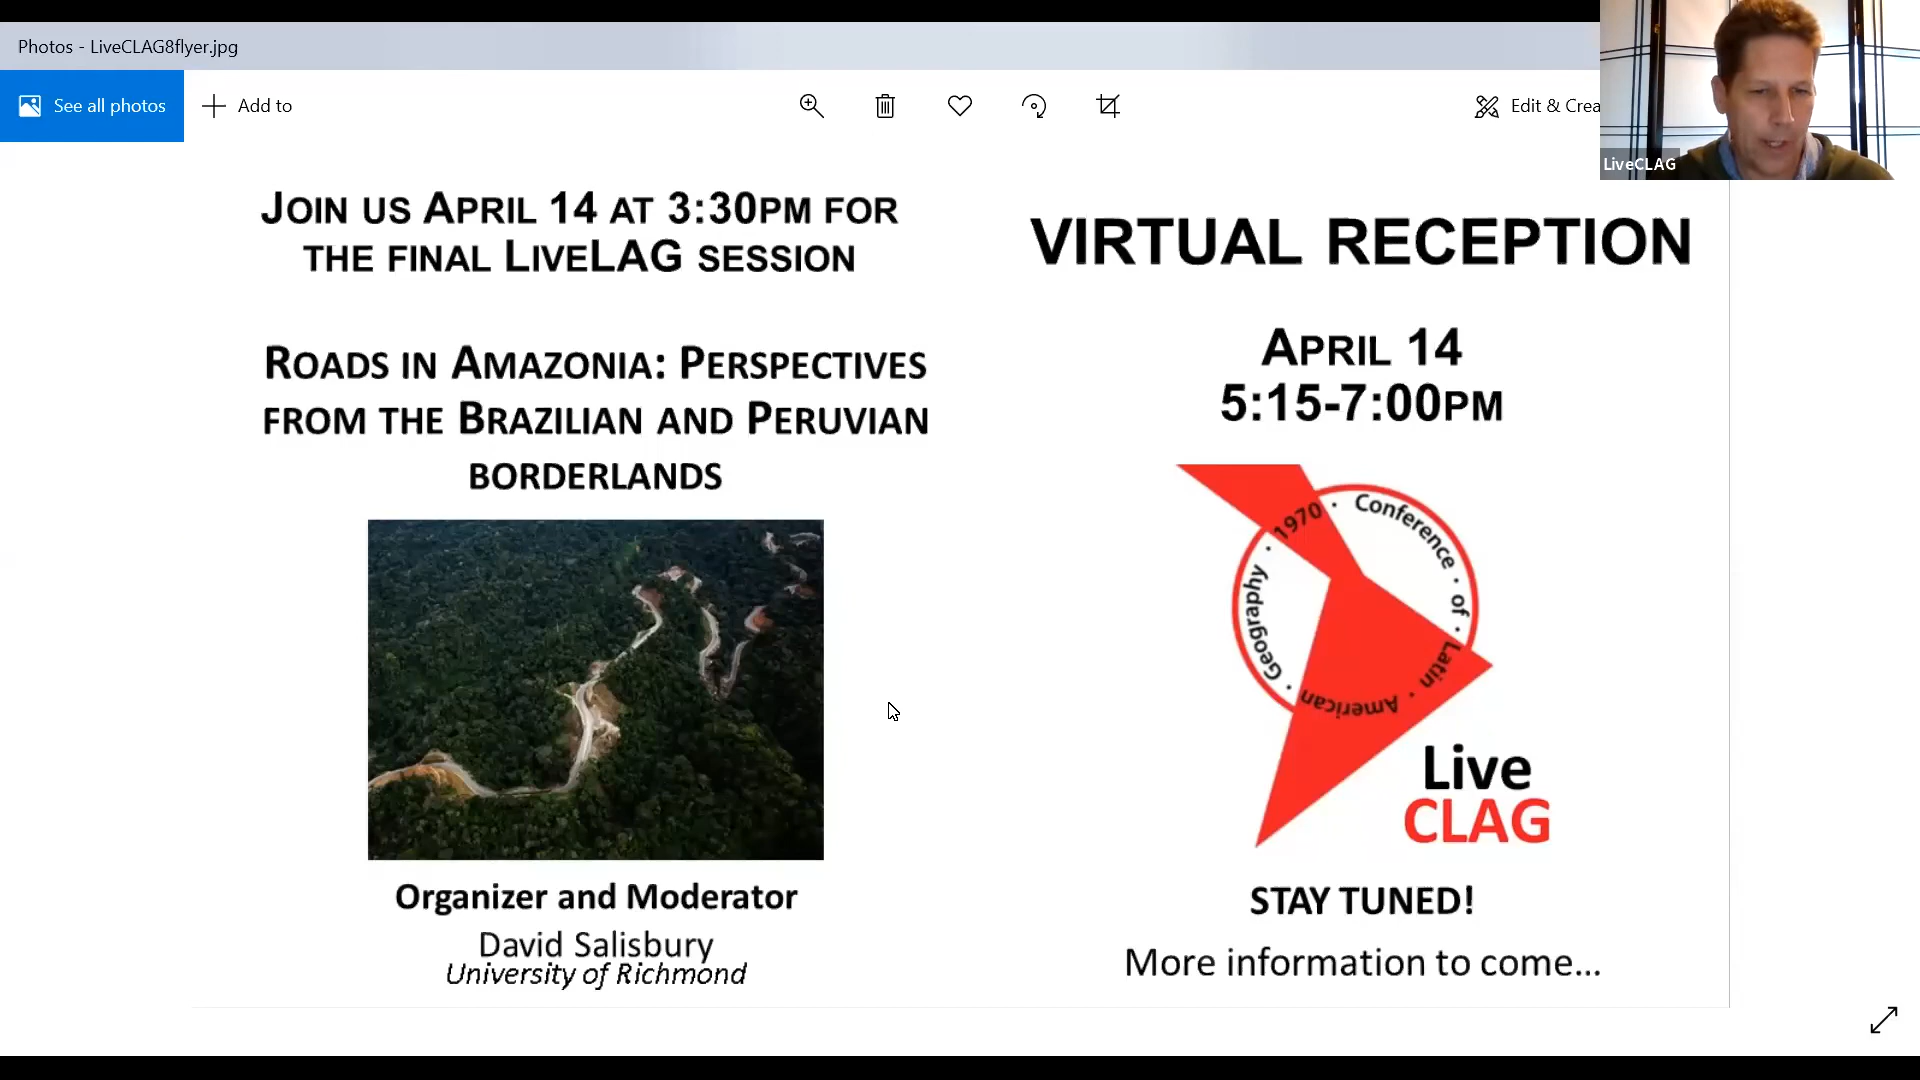 Photos - LiveCLAG8flyer.jpg
See all photos
Add to
Edit & Crea
LiveCLAG
JOIN US APRIL 14 AT 3:30PM FOR
THE FINAL LIVELAG SESSION
ROADS IN AMAZONIA: PERSPECTIVES
FROM THE BRAZILIAN AND PERUVIAN
BORDERLANDS
Organizer and Moderator
David Salisbury
University of Richmond
VIRTUAL RECEPTION
APRIL 14
5:15-7:00PM
1970 · Conference · of · Latin · American · Geography ·
Live
CLAG
STAY TUNED!
More information to come...